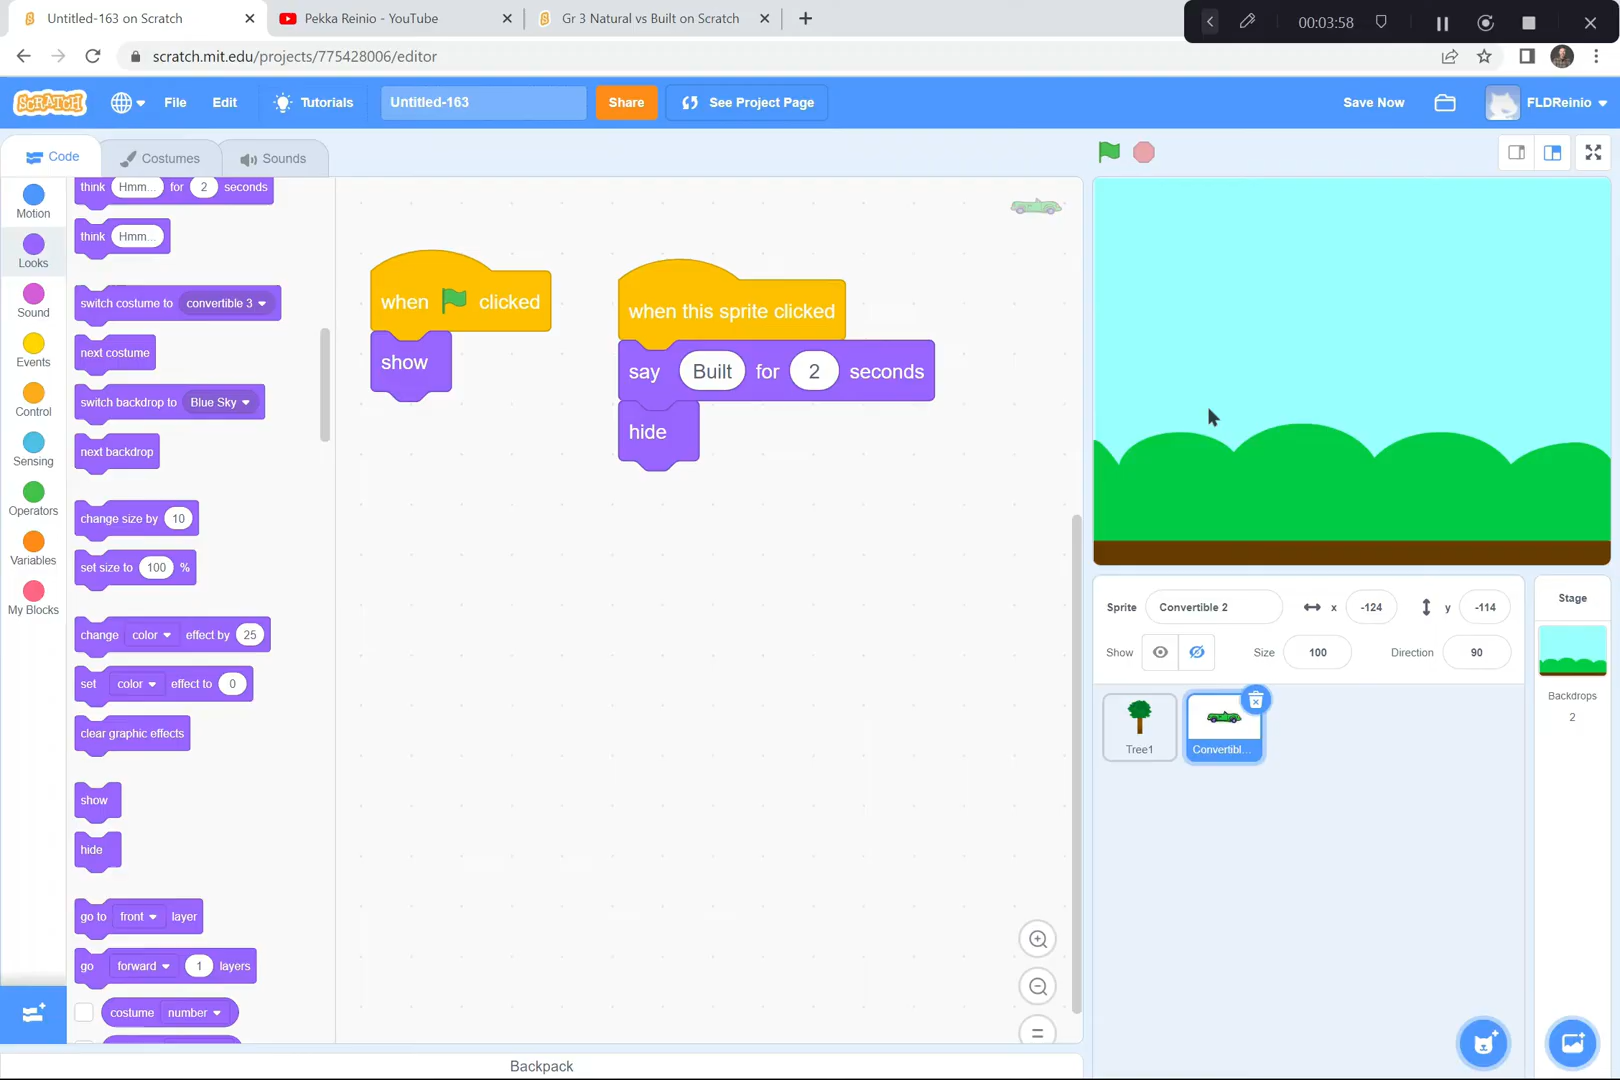 Untitled-163 on Scratch
Pekka Reinio - YouTube
Gr 3 Natural vs Built on Scratch
00:03:58
scratch.mit.edu/projects/775428006/editor
SCRATCH
File
Edit
Tutorials
Untitled-163
Share
See Project Page
Save Now
FLDReinio
Code
Costumes
Sounds
Motion
Looks
Sound
Events
Control
Sensing
Operators
Variables
My Blocks
think Hmm... for 2 seconds
think Hmm...
switch costume to convertible 3
next costume
switch backdrop to Blue Sky
next backdrop
change size by 10
set size to 100 %
change color effect by 25
set color effect to 0
clear graphic effects
show
hide
go to front layer
go forward 1 layers
costume number
when clicked
show
when this sprite clicked
say Built for 2 seconds
hide
Backpack
Sprite Convertible 2 x -124 y -114
Show Size 100 Direction 90
Tree1
Convertibl...
Stage
Backdrops
2